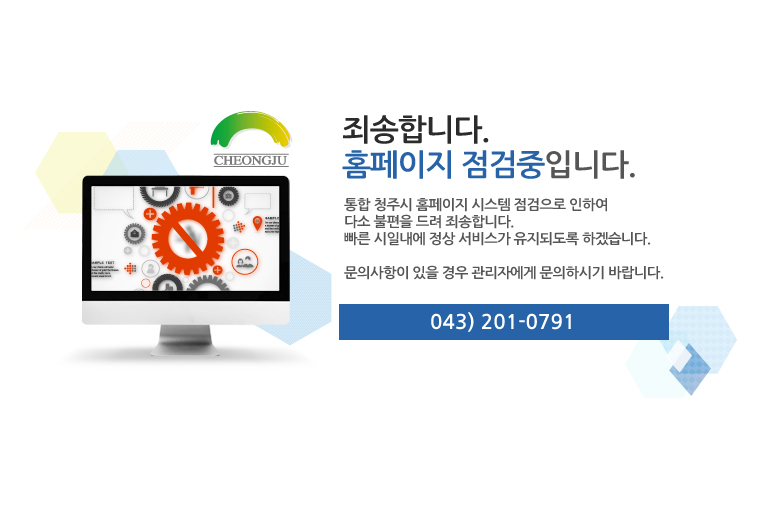 CHEONGJU
죄송합니다.
홈페이지 점검중입니다.
통합 청주시 홈페이지 시스템 점검으로 인하여
다소 불편을 드려 죄송합니다.
빠른 시일내에 정상 서비스가 유지되도록 하겠습니다.
문의사항이 있을 경우 관리자에게 문의하시기 바랍니다.
043) 201-0791